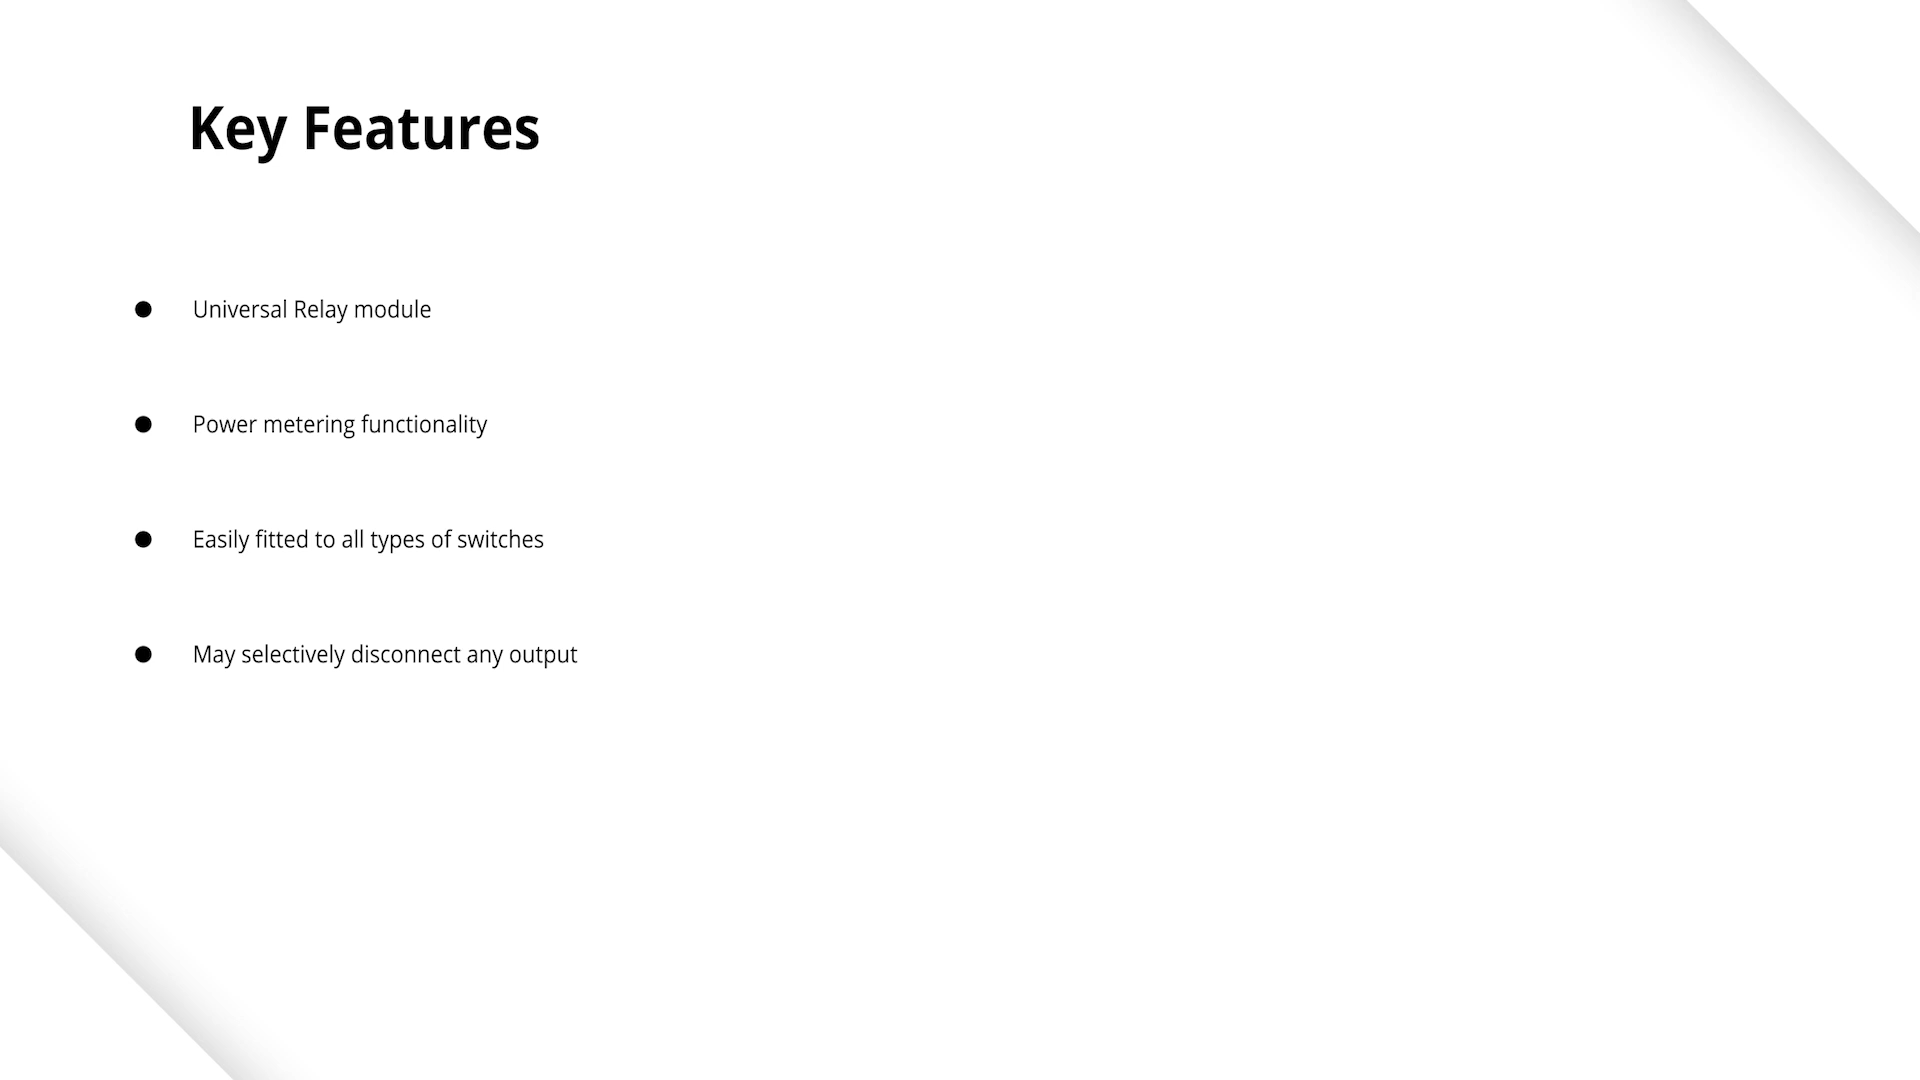 Key Features
Universal Relay module
Power metering functionality
Easily fitted to all types of switches
May selectively disconnect any output